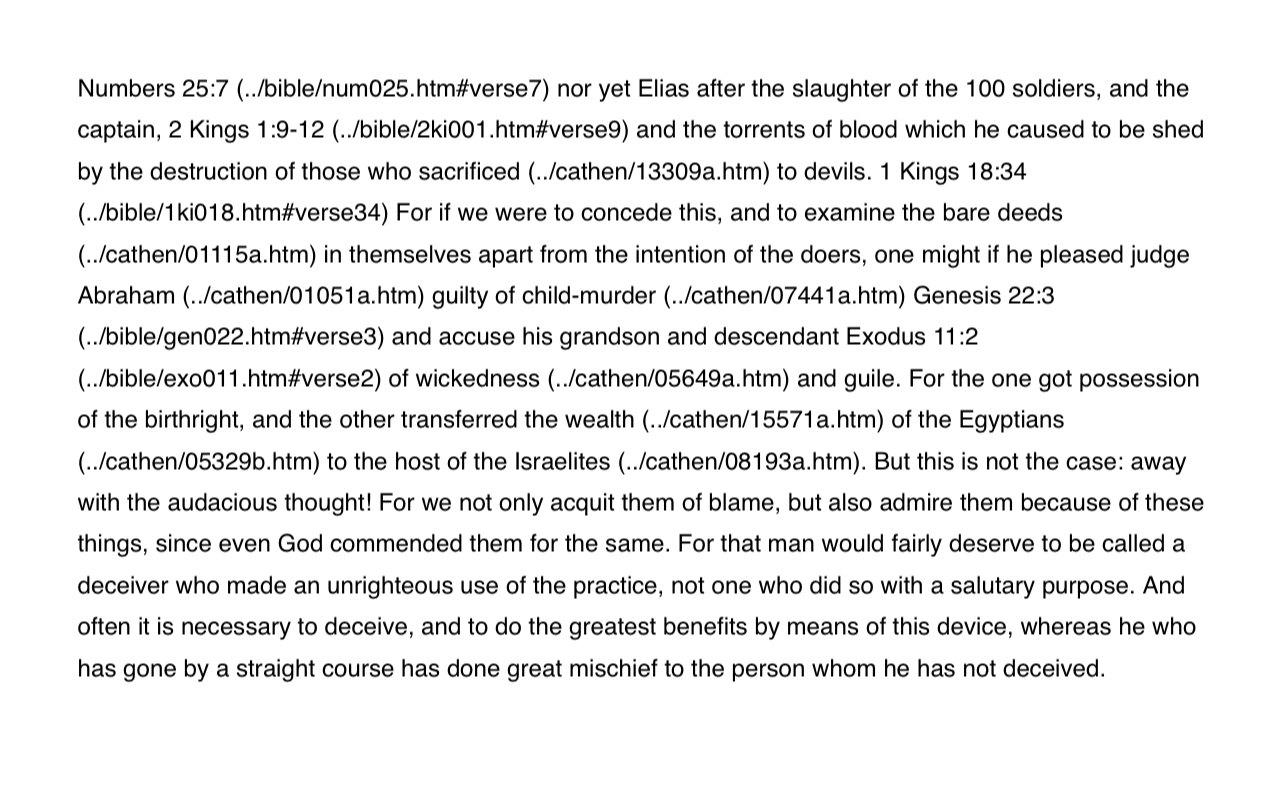 Numbers 25:7 (../bible/num025.htm#verse7) nor yet Elias after the slaughter of the 100 soldiers, and the
captain, 2 Kings 1:9-12 (../bible/2ki001.htm#verse9) and the torrents of blood which he caused to be shed
by the destruction of those who sacrificed (../cathen/13309a.htm) to devils. 1 Kings 18:34
(../bible/1ki018.htm#verse34) For if we were to concede this, and to examine the bare deeds
(../cathen/01115a.htm) in themselves apart from the intention of the doers, one might if he pleased judge
Abraham (../cathen/01051a.htm) guilty of child-murder (../cathen/07441a.htm) Genesis 22:3
(../bible/gen022.htm#verse3) and accuse his grandson and descendant Exodus 11:2
(../bible/exo011.htm#verse2) of wickedness (../cathen/05649a.htm) and guile. For the one got possession
of the birthright, and the other transferred the wealth (../cathen/15571a.htm) of the Egyptians
(../cathen/05329b.htm) to the host of the Israelites (../cathen/08193a.htm). But this is not the case: away
with the audacious thought! For we not only acquit them of blame, but also admire them because of these
things, since even God commended them for the same. For that man would fairly deserve to be called a
deceiver who made an unrighteous use of the practice, not one who did so with a salutary purpose. And
often it is necessary to deceive, and to do the greatest benefits by means of this device, whereas he who
has gone by a straight course has done great mischief to the person whom he has not deceived.